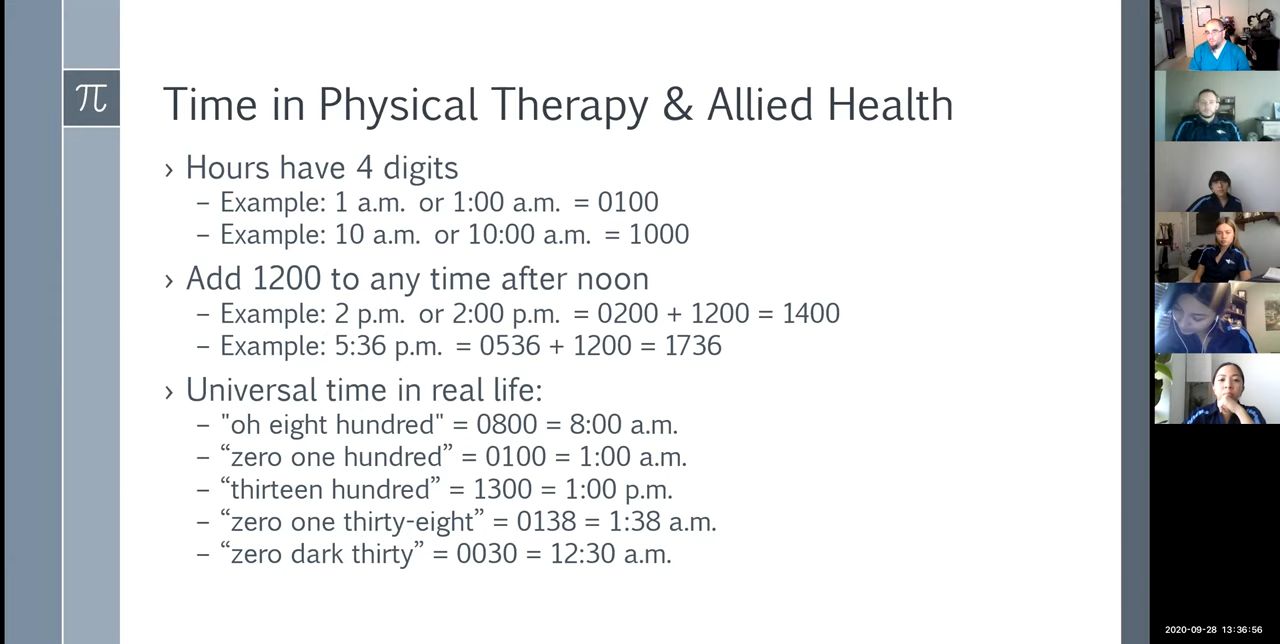 π
Time in Physical Therapy & Allied Health
› Hours have 4 digits
– Example: 1 a.m. or 1:00 a.m. = 0100
– Example: 10 a.m. or 10:00 a.m. = 1000
› Add 1200 to any time after noon
– Example: 2 p.m. or 2:00 p.m. = 0200 + 1200 = 1400
– Example: 5:36 p.m. = 0536 + 1200 = 1736
› Universal time in real life:
– "oh eight hundred" = 0800 = 8:00 a.m.
– “zero one hundred” = 0100 = 1:00 a.m.
– “thirteen hundred” = 1300 = 1:00 p.m.
– “zero one thirty-eight” = 0138 = 1:38 a.m.
– “zero dark thirty” = 0030 = 12:30 a.m.
2020-09-28 13:36:56